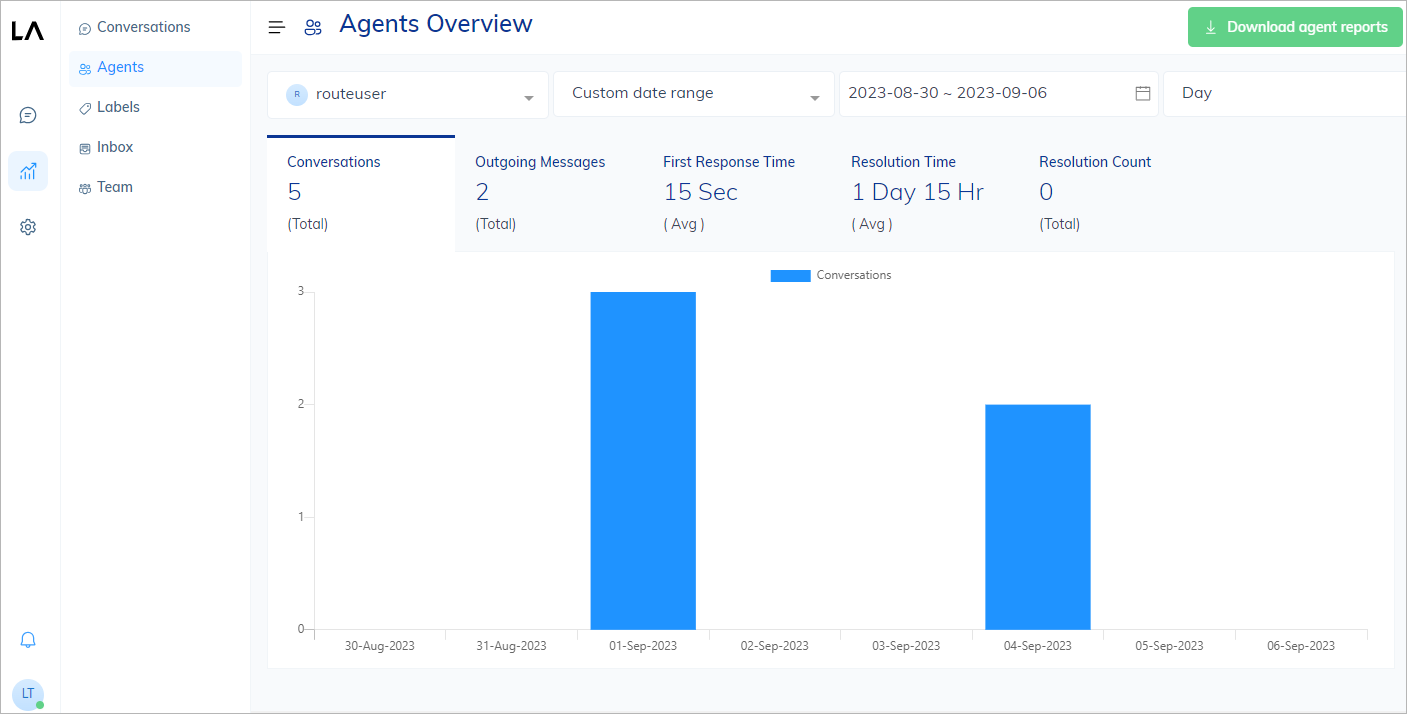 LA
Conversations
Agents
Labels
Inbox
Team
LT
Agents Overview
Download agent reports
R routeuser
Custom date range
2023-08-30 ~ 2023-09-06
Day
Conversations
5
(Total)
Outgoing Messages
2
(Total)
First Response Time
15 Sec
( Avg )
Resolution Time
1 Day 15 Hr
( Avg )
Resolution Count
0
(Total)
Conversations
3
2
1
0
30-Aug-2023
31-Aug-2023
01-Sep-2023
02-Sep-2023
03-Sep-2023
04-Sep-2023
05-Sep-2023
06-Sep-2023